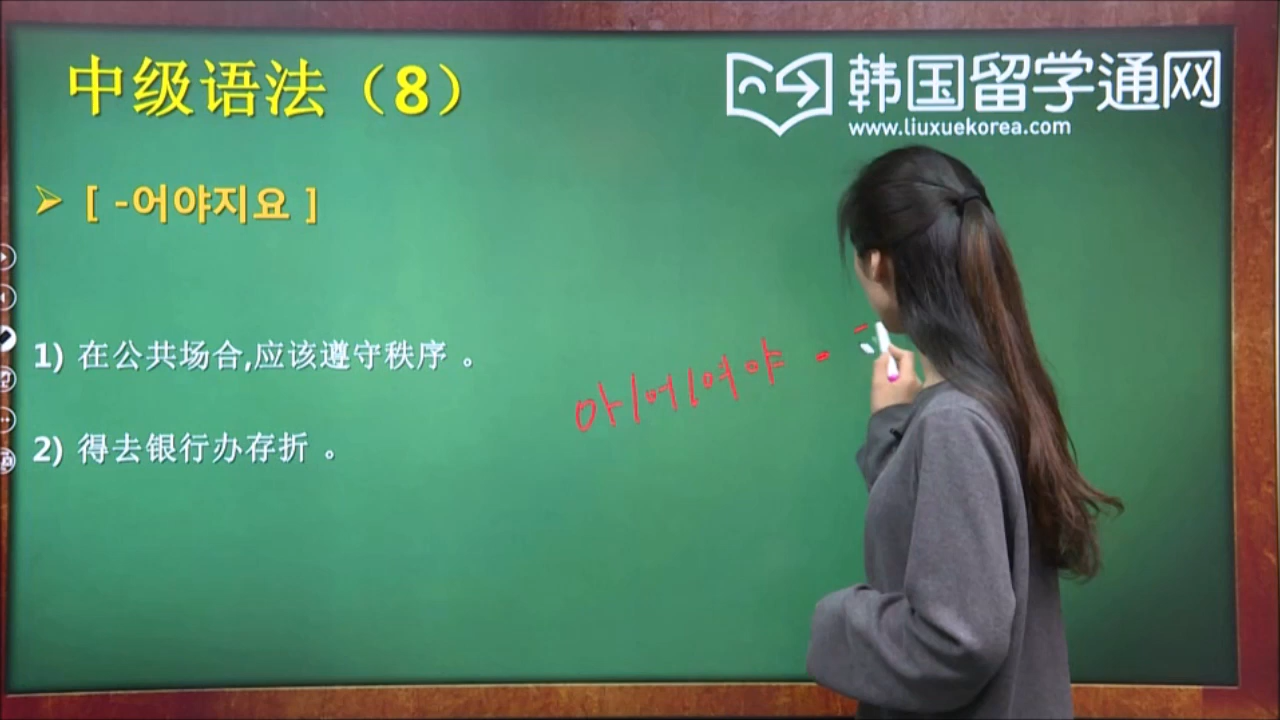 中级语法（8）
韩国留学通网
www.liuxuekorea.com
[ -어야지요 ]
1) 在公共场合,应该遵守秩序 。
아/어/여야 -
2) 得去银行办存折 。